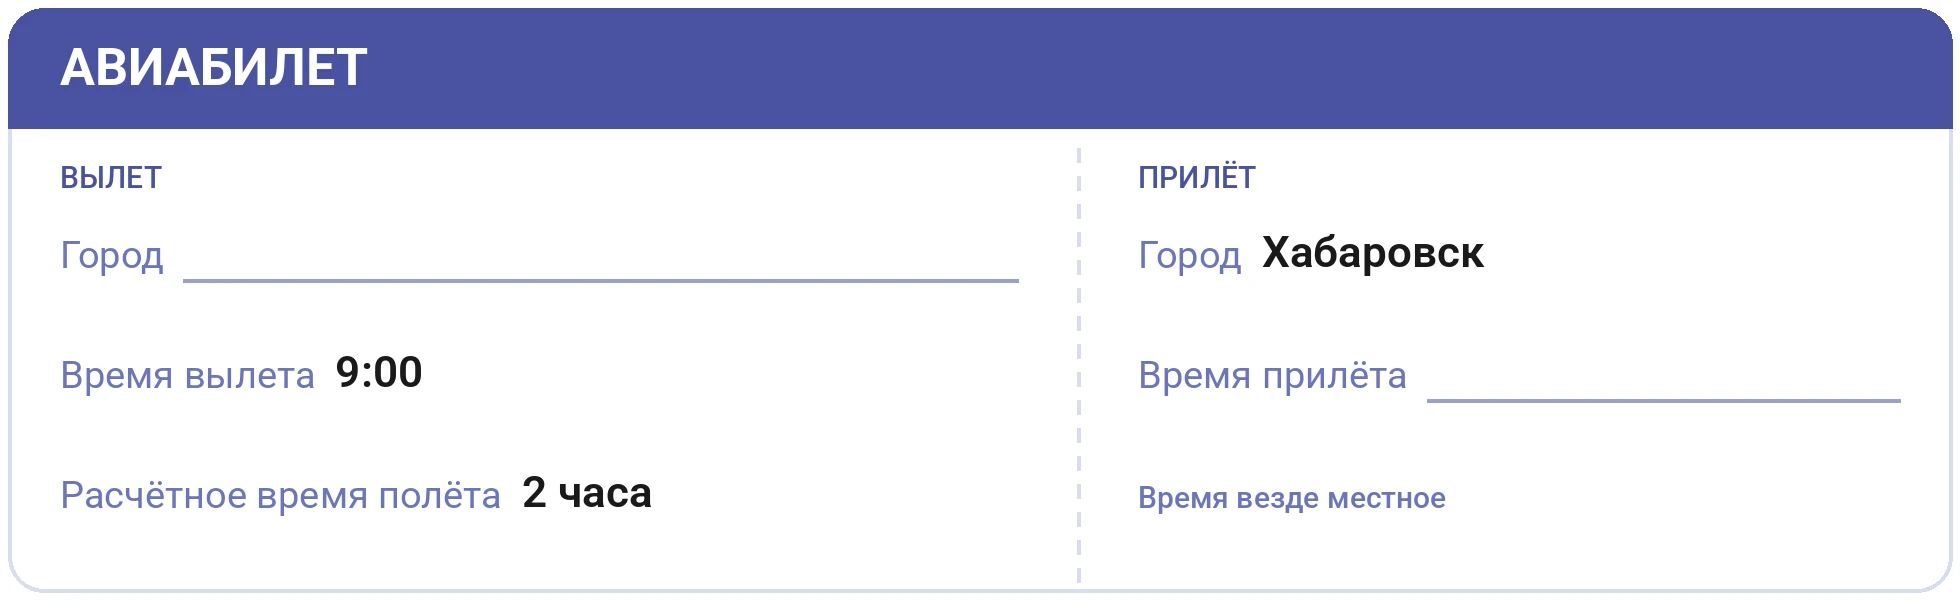 АВИАБИЛЕТ
ВЫЛЕТ
Город
Время вылета 9:00
Расчётное время полёта 2 часа
ПРИЛЁТ
Город Хабаровск
Время прилёта
Время везде местное